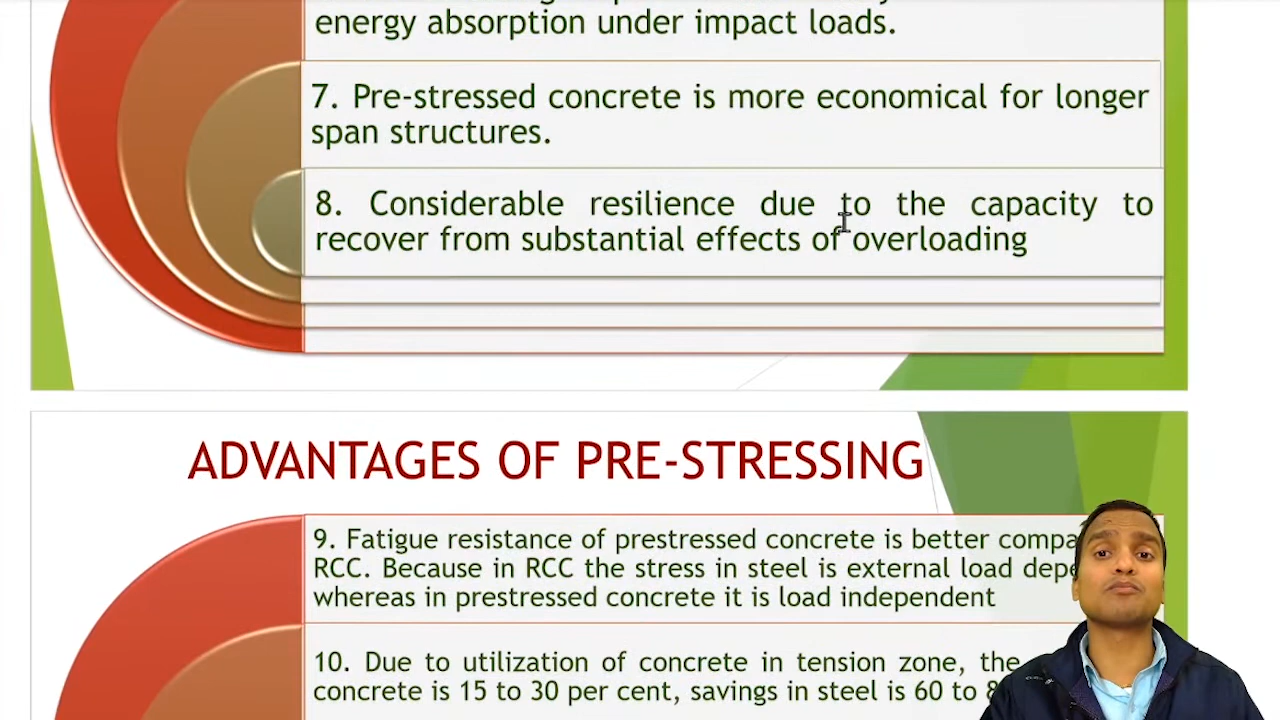 energy absorption under impact loads.
7. Pre-stressed concrete is more economical for longer
span structures.
8. Considerable resilience due to the capacity to
recover from substantial effects of overloading
ADVANTAGES OF PRE-STRESSING
9. Fatigue resistance of prestressed concrete is better
RCC. Because in RCC the stress in steel is external load
whereas in prestressed concrete it is load independent
10. Due to utilization of concrete in tension zone, the
concrete is 15 to 30 per cent, savings in steel is 60 to